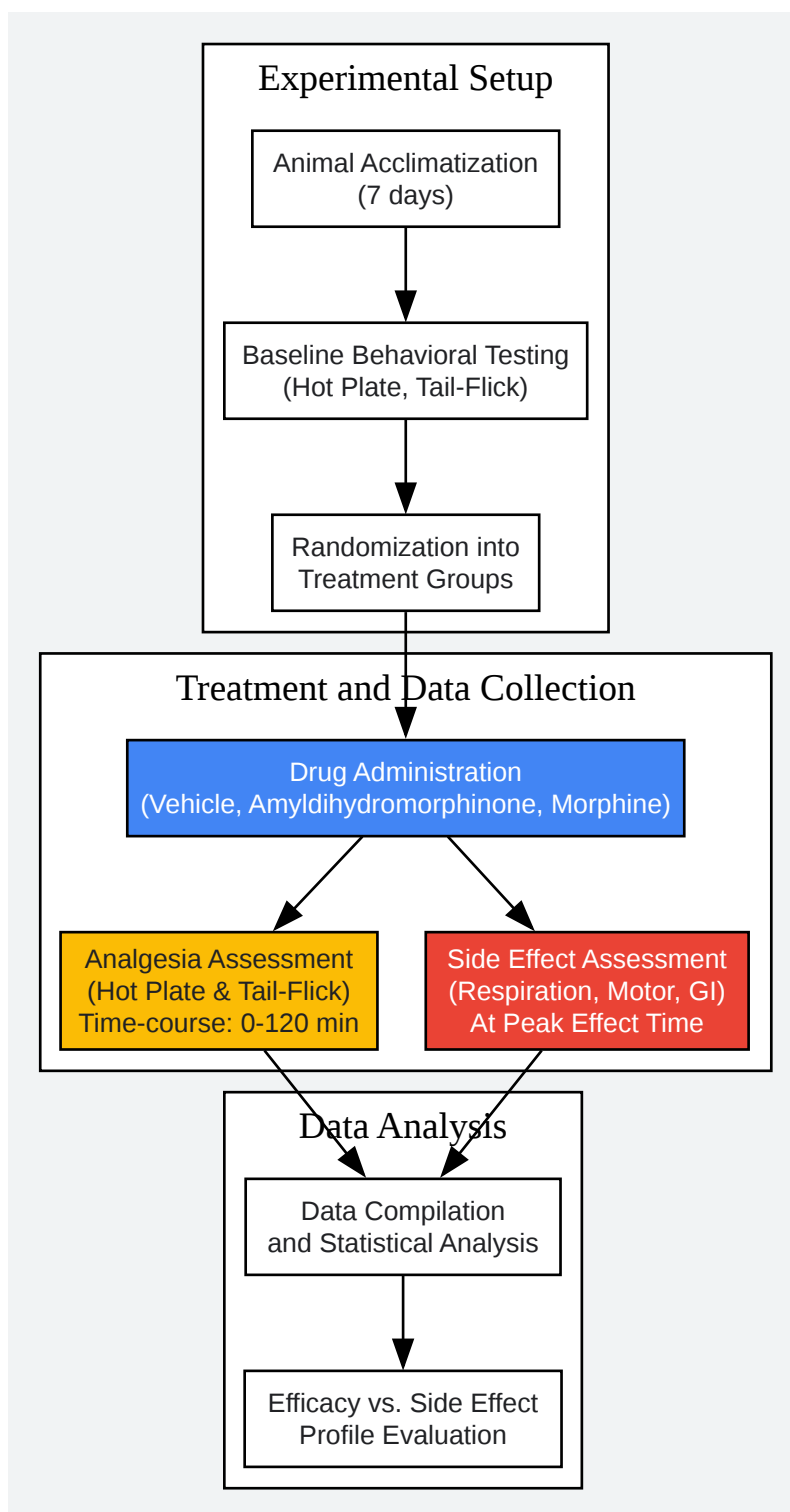 Experimental Setup
Animal Acclimatization
(7 days)
Baseline Behavioral Testing
(Hot Plate, Tail-Flick)
Randomization into
Treatment Groups
Treatment and Data Collection
Drug Administration
(Vehicle, Amyldihydromorphinone, Morphine)
Analgesia Assessment
(Hot Plate & Tail-Flick)
Time-course: 0-120 min
Side Effect Assessment
(Respiration, Motor, GI)
At Peak Effect Time
Data Analysis
Data Compilation
and Statistical Analysis
Efficacy vs. Side Effect
Profile Evaluation